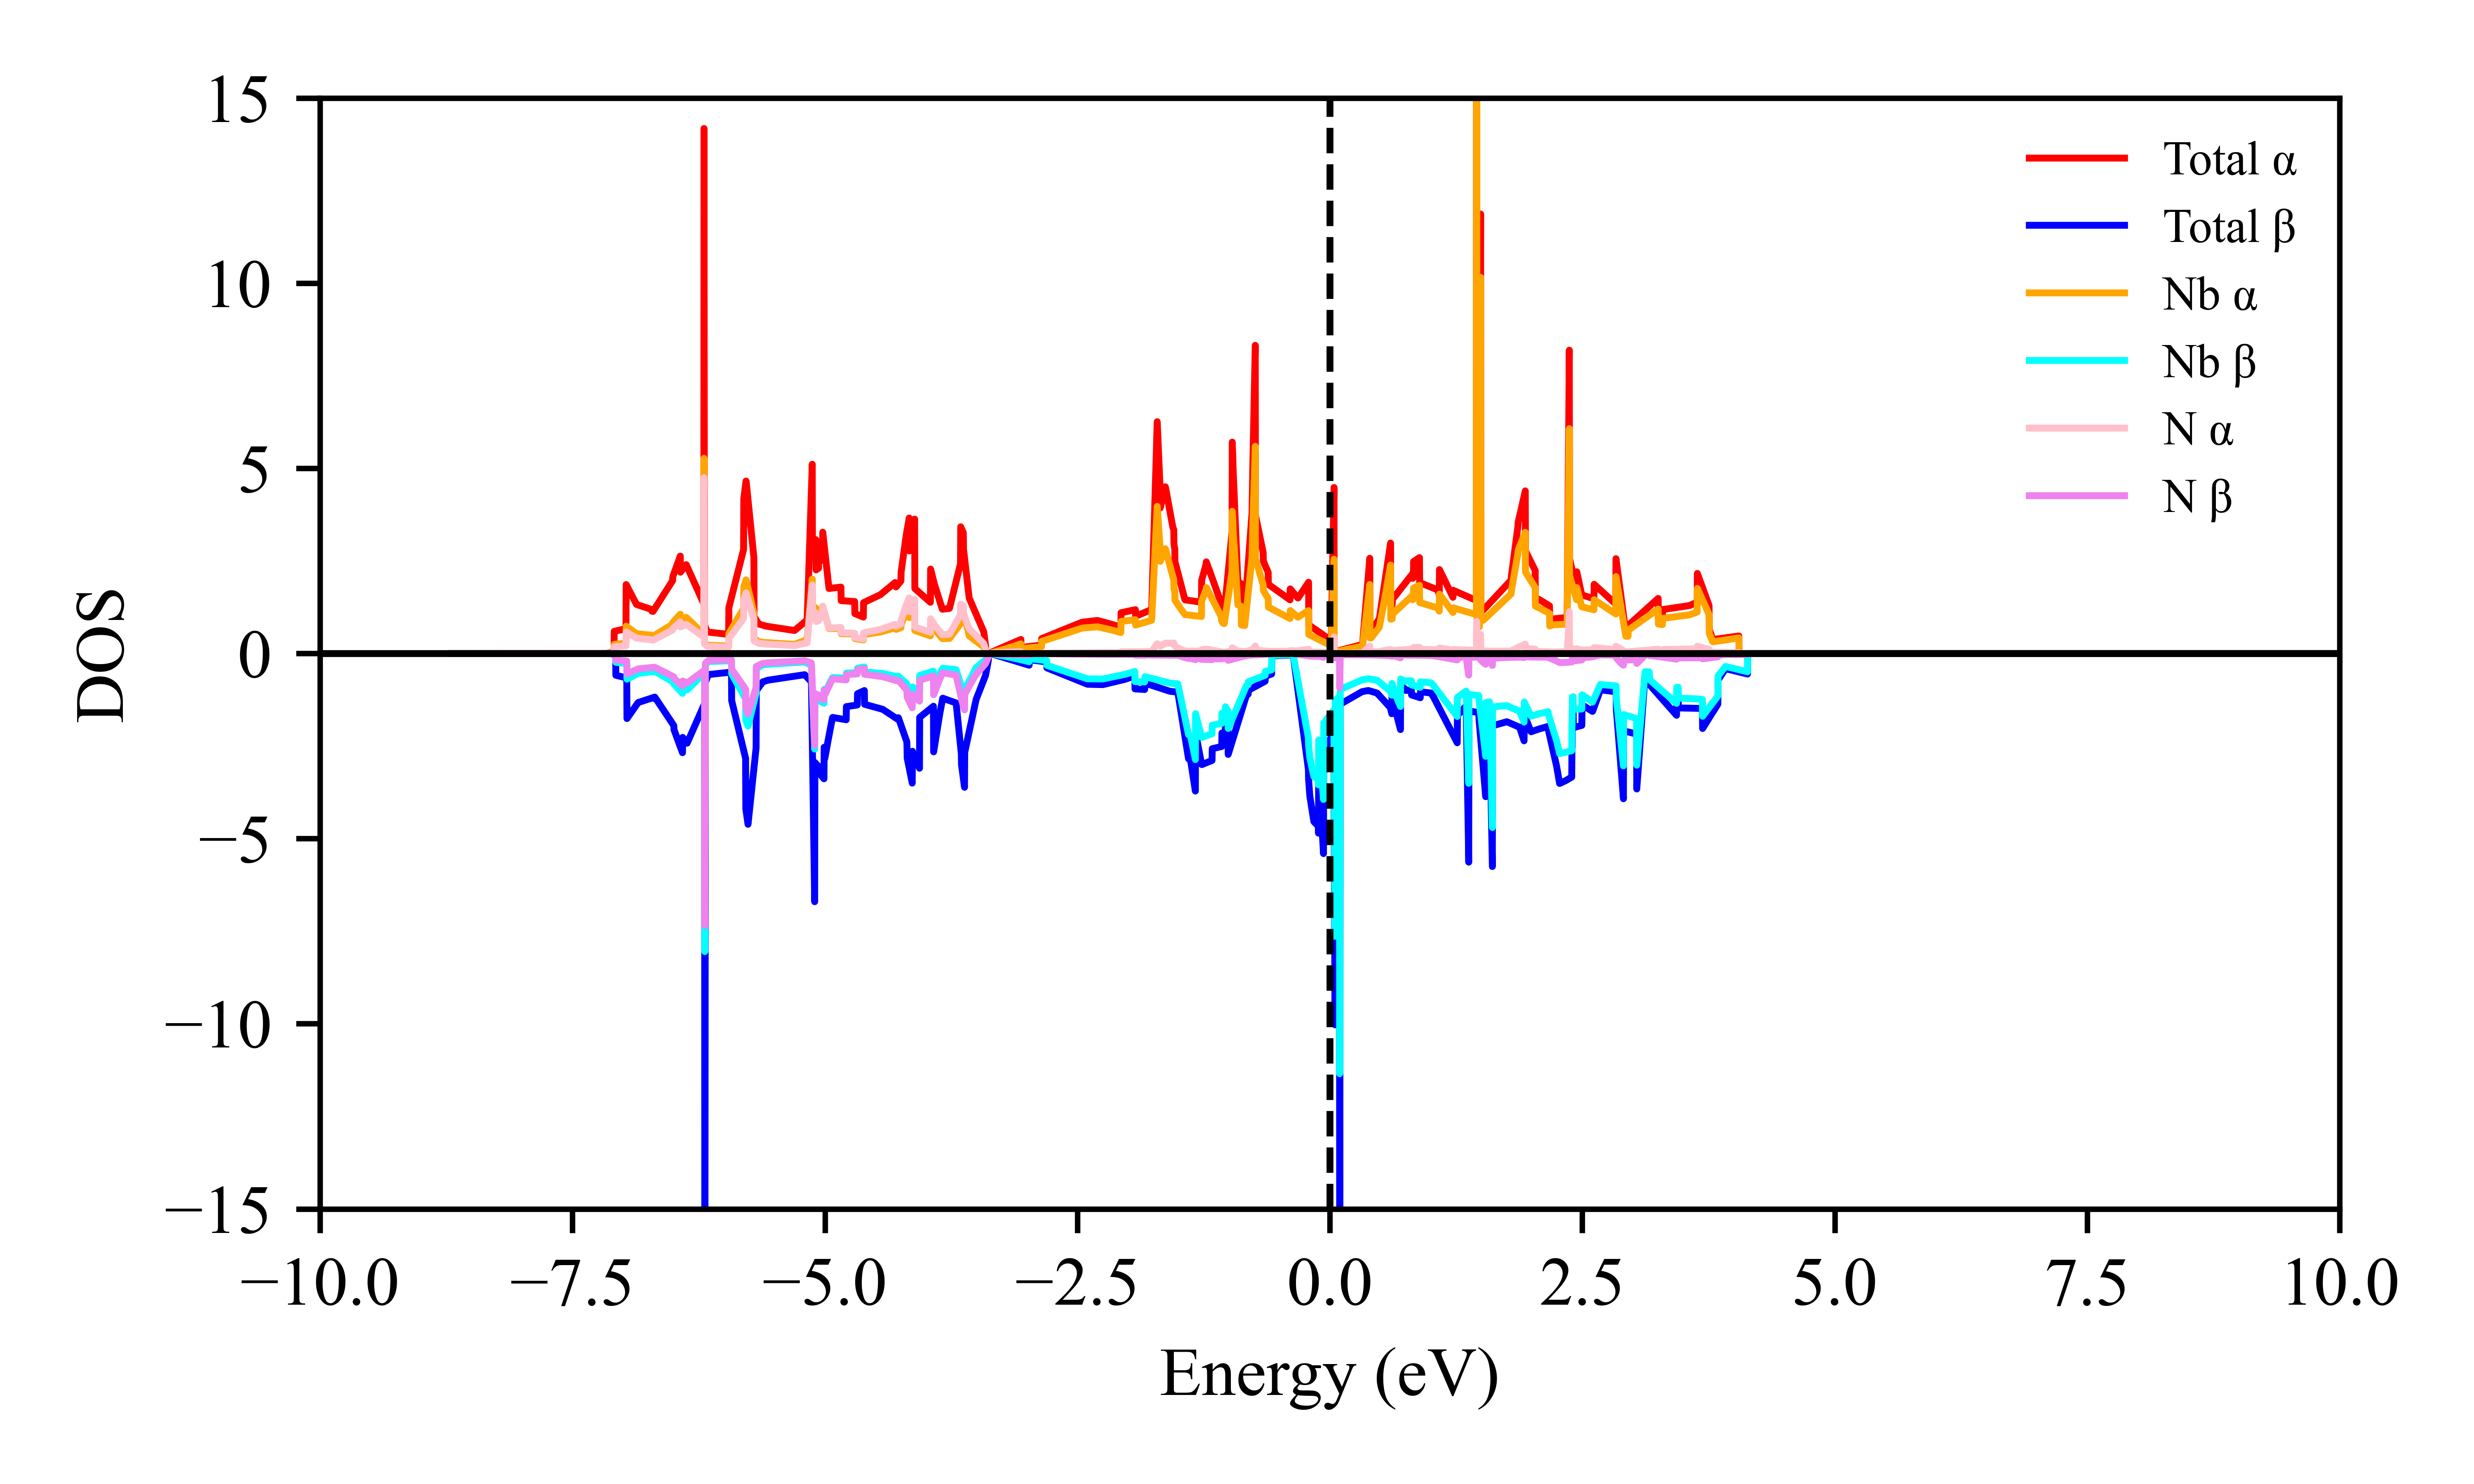 15
10
5
0
−5
−10
−15
DOS
Total α
Total β
Nb α
Nb β
N α
N β
−10.0 −7.5 −5.0 −2.5 0.0 2.5 5.0 7.5 10.0
Energy (eV)